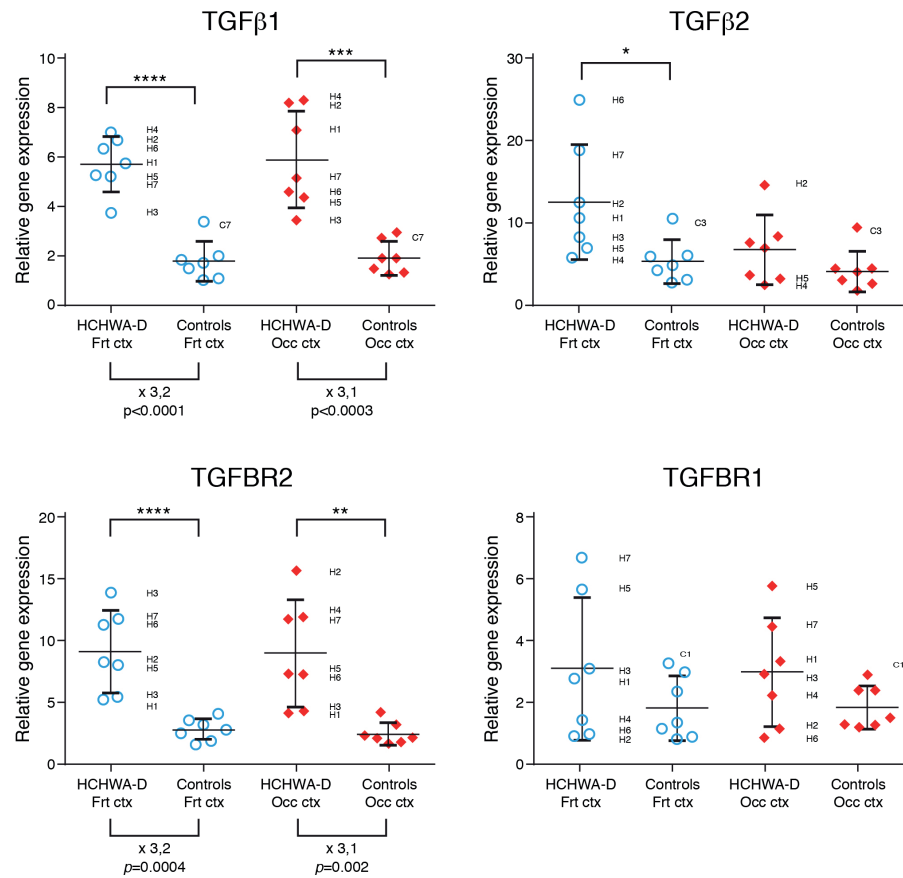 TGFβ1
Relative gene expression
10
8
6
4
2
0
****
***
H4
H2
H6
H1
H5
H7
H3
C7
H4
H2
H1
H7
H6
H5
H3
C7
HCHWA-D
Frt ctx
Controls
Frt ctx
HCHWA-D
Occ ctx
Controls
Occ ctx
x 3,2
p<0.0001
x 3,1
p<0.0003
TGFβ2
Relative gene expression
30
20
10
0
*
H6
H7
H2
H1
H3
H5
H4
C3
H2
H5
H4
C3
HCHWA-D
Frt ctx
Controls
Frt ctx
HCHWA-D
Occ ctx
Controls
Occ ctx
TGFBR2
Relative gene expression
20
15
10
5
0
****
**
H3
H7
H6
H2
H5
H3
H1
H2
H4
H7
H5
H6
H3
H1
HCHWA-D
Frt ctx
Controls
Frt ctx
HCHWA-D
Occ ctx
Controls
Occ ctx
x 3,2
p=0.0004
x 3,1
p=0.002
TGFBR1
Relative gene expression
8
6
4
2
0
H7
H5
H3
H1
H4
H6
H2
C1
H5
H7
H1
H3
H4
H2
H6
C1
HCHWA-D
Frt ctx
Controls
Frt ctx
HCHWA-D
Occ ctx
Controls
Occ ctx